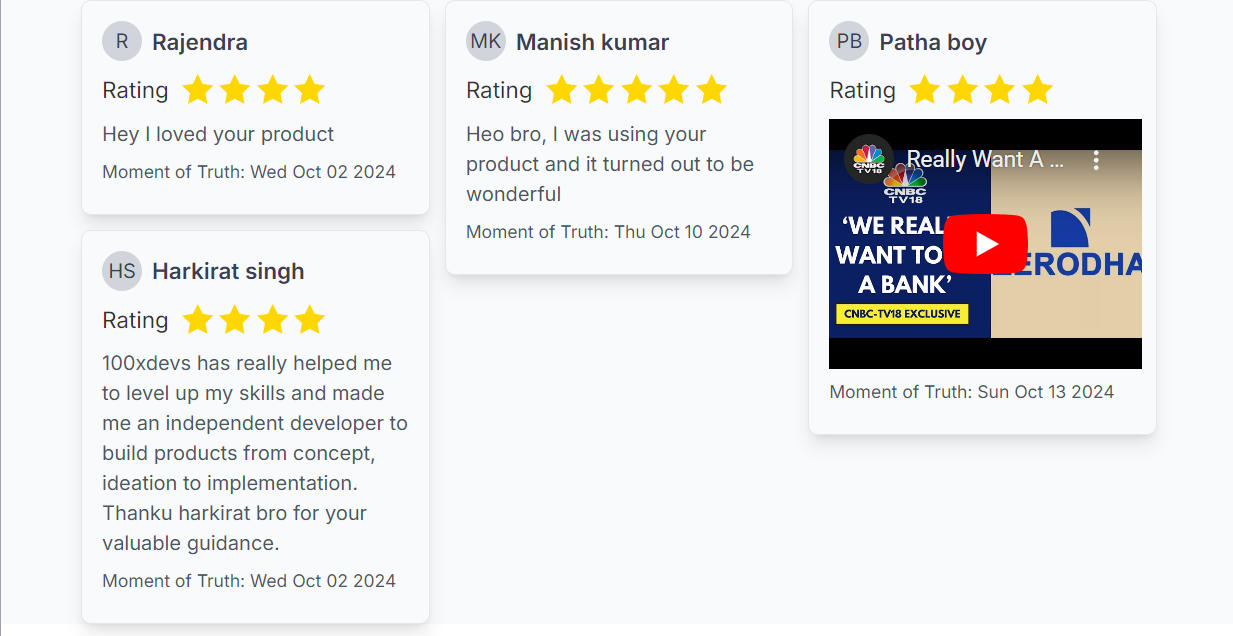 R Rajendra
Rating
Hey I loved your product
Moment of Truth: Wed Oct 02 2024
HS Harkirat singh
Rating
100xdevs has really helped me
to level up my skills and made
me an independent developer to
build products from concept,
ideation to implementation.
Thanku harkirat bro for your
valuable guidance.
Moment of Truth: Wed Oct 02 2024
MK Manish kumar
Rating
Heo bro, I was using your
product and it turned out to be
wonderful
Moment of Truth: Thu Oct 10 2024
PB Patha boy
Rating
CNBC
TV18
Really Want A ...
CNBC
TV18
‘WE REAL
WANT TO
A BANK’
CNBC-TV18 EXCLUSIVE
ERODHA
Moment of Truth: Sun Oct 13 2024